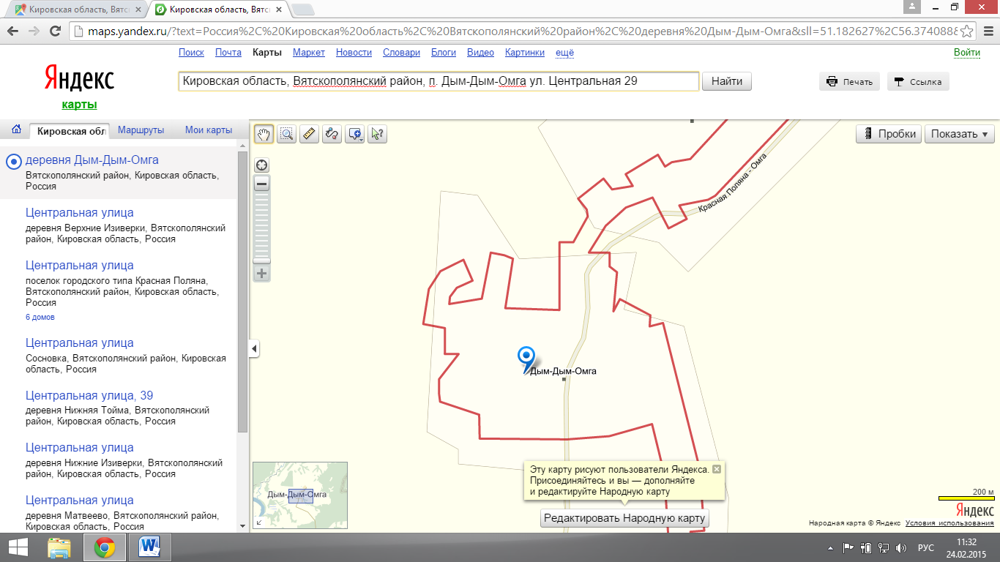 Кировская область, Вятс
Кировская область, Вятс
maps.yandex.ru/?text=Россия%2C%20Кировская%20область%2C%20Вятскополянский%20район%2C%20деревня%20Дым-Дым-Омга&sll=51.182627%2C56.374088
Поиск Почта Карты Маркет Новости Словари Блоги Видео Картинки ещё
Войти
Яндекс
карты
Кировская область, Вятскополянский район, п. Дым-Дым-Омга ул. Центральная 29
Найти
Печать
Ссылка
Кировская обл
Маршруты
Мои карты
деревня Дым-Дым-Омга
Вятскополянский район, Кировская область,
Россия
Центральная улица
деревня Верхние Изиверки, Вятскополянский
район, Кировская область, Россия
Центральная улица
поселок городского типа Красная Поляна,
Вятскополянский район, Кировская область,
Россия
6 домов
Центральная улица
Сосновка, Вятскополянский район, Кировская
область, Россия
Центральная улица, 39
деревня Нижняя Тойма, Вятскополянский
район, Кировская область, Россия
Центральная улица
деревня Нижние Изиверки, Вятскополянский
район, Кировская область, Россия
Центральная улица
деревня Матвеево, Вятскополянский район,
Кировская область, Россия
Пробки
Показать
Красная Поляна - Омга
Дым-Дым-Омга
Дым-Дым-Омга
Эту карту рисуют пользователи Яндекса.
Присоединяйтесь и вы — дополняйте
и редактируйте Народную карту
Редактировать Народную карту
200 м
Яндекс
Народная карта © Яндекс Условия использования
РУС
11:32
24.02.2015